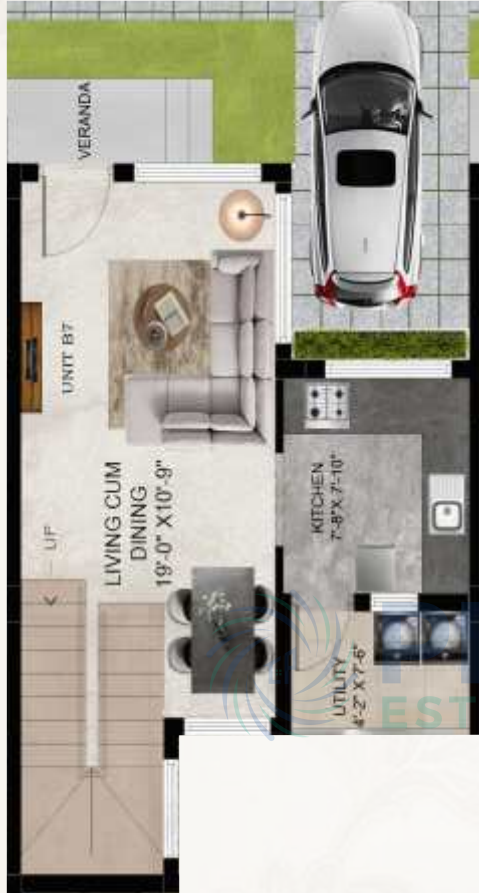 VERANDA
UNIT B7
UP
LIVING CUM
DINING
19'-0" X10'-9"
KITCHEN
7'-8"X 7'-10"
UTILITY
4'-2" X 7'-6"
EST